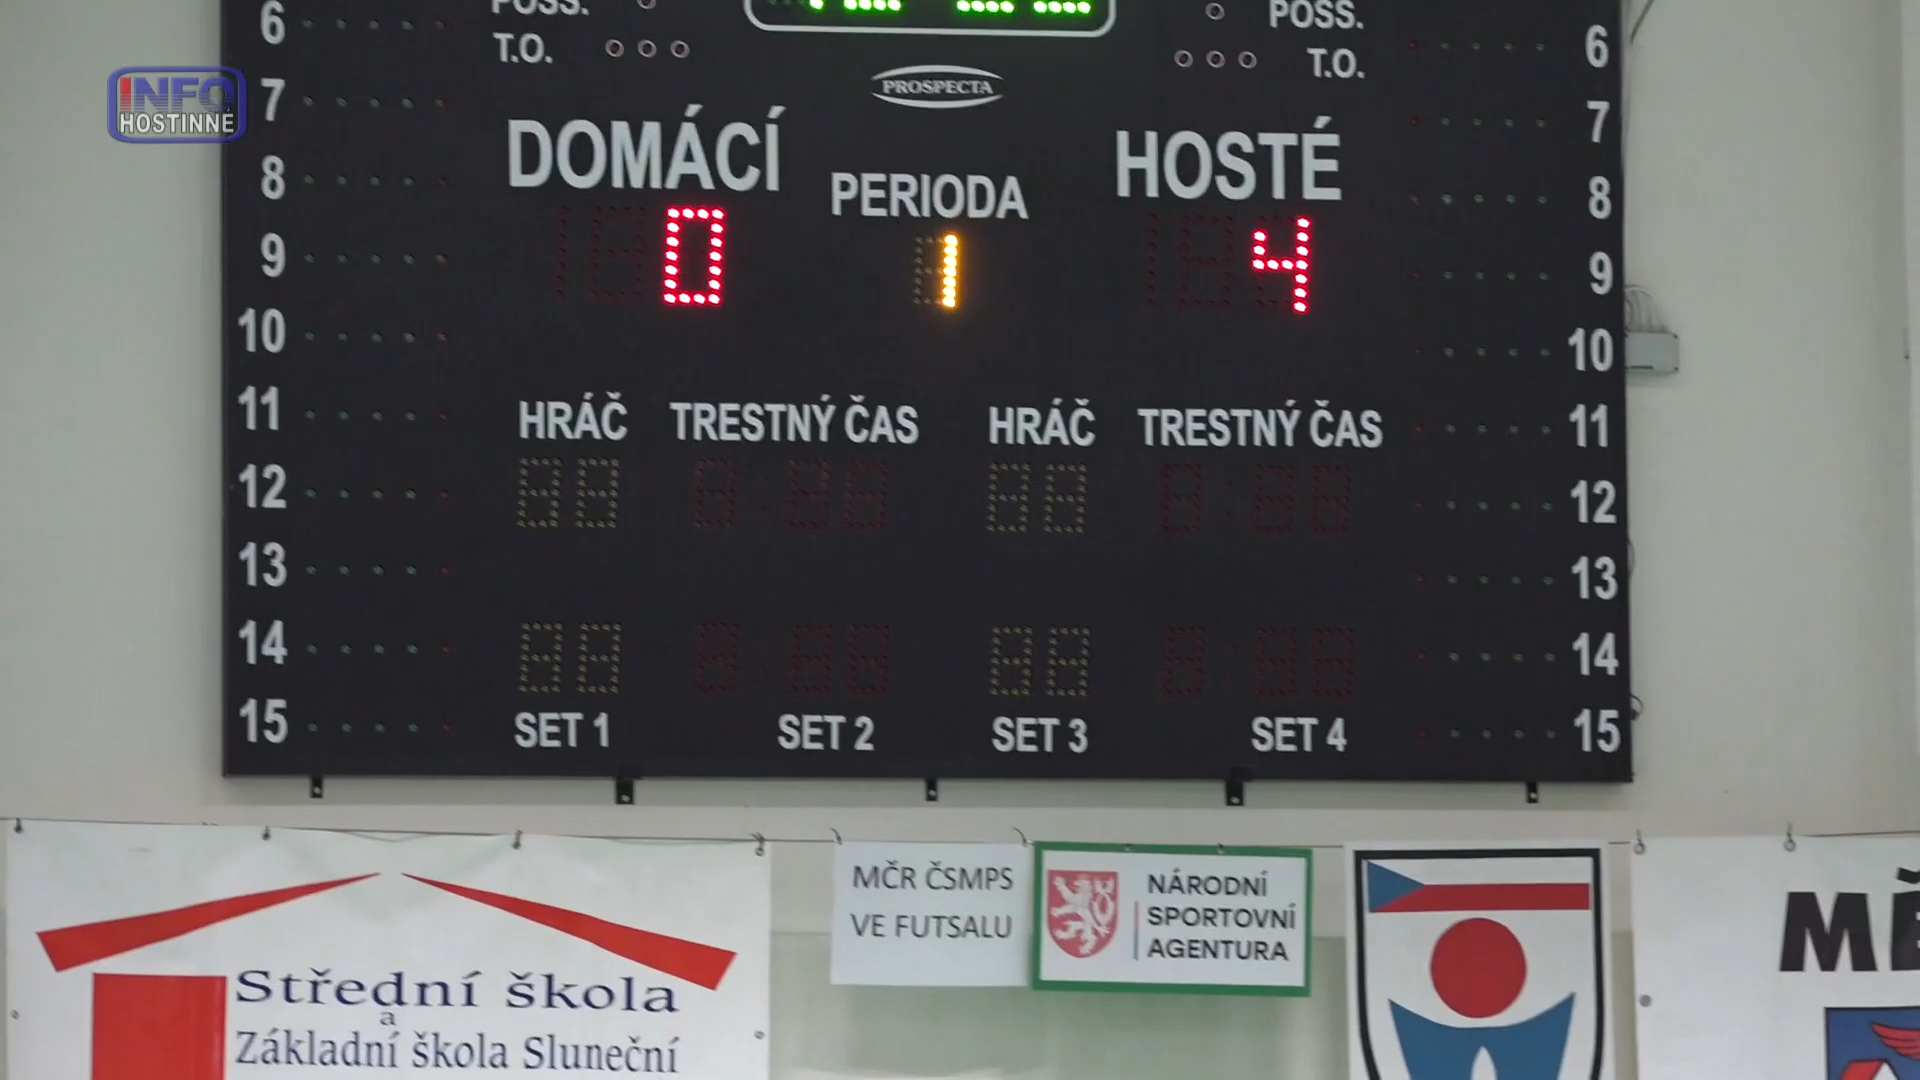 POSS.
POSS.
T.O.
T.O.
PROSPECTA
INFO
HOSTINNÉ
DOMÁCÍ
HOSTÉ
PERIODA
0
1
4
6
7
8
9
10
11
12
13
14
15
6
7
8
9
10
11
12
13
14
15
HRÁČ TRESTNÝ ČAS HRÁČ TRESTNÝ ČAS
SET 1 SET 2 SET 3 SET 4
Střední škola
a
Základní škola Sluneční
MČR ČSMPS
VE FUTSALU
NÁRODNÍ
SPORTOVNÍ
AGENTURA